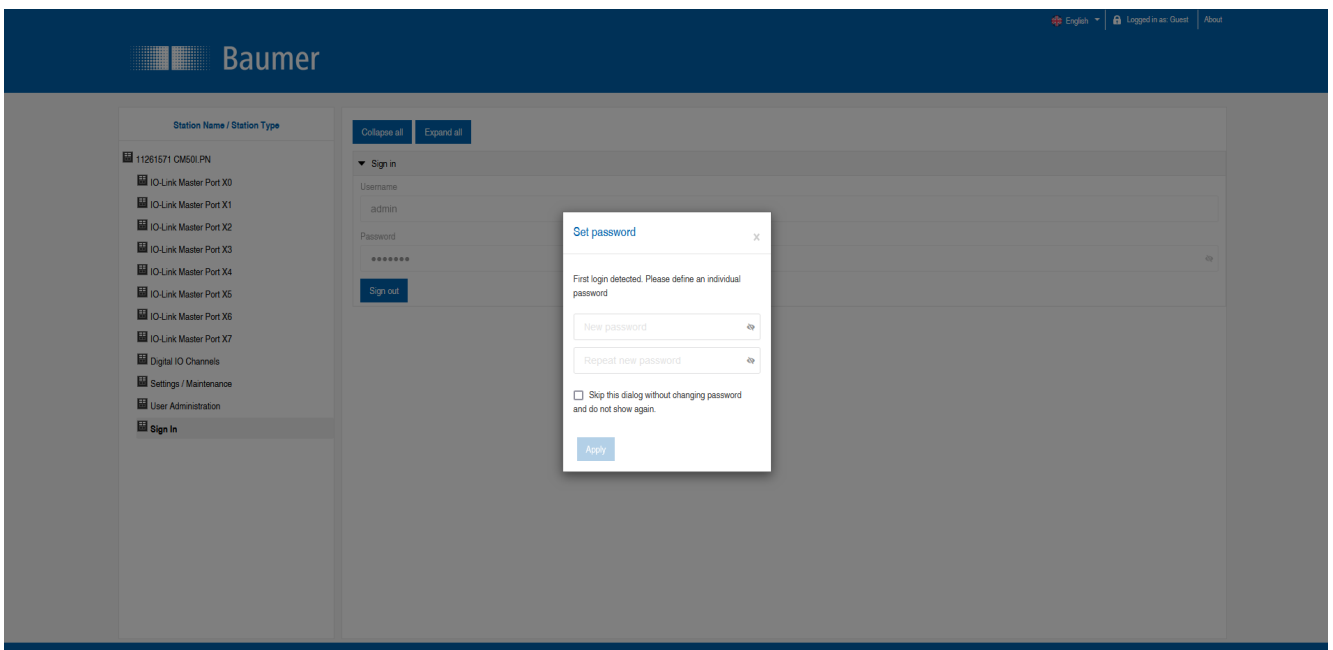 English
Logged in as: Guest
About
Baumer
Station Name / Station Type
11261571 CM50I.PN
IO-Link Master Port X0
IO-Link Master Port X1
IO-Link Master Port X2
IO-Link Master Port X3
IO-Link Master Port X4
IO-Link Master Port X5
IO-Link Master Port X6
IO-Link Master Port X7
Digital IO Channels
Settings / Maintenance
User Administration
Sign In
Collapse all
Expand all
Sign in
Username
admin
Password
Sign out
Set password
x
First login detected. Please define an individual
password
New password
Repeat new password
Skip this dialog without changing password
and do not show again.
Apply